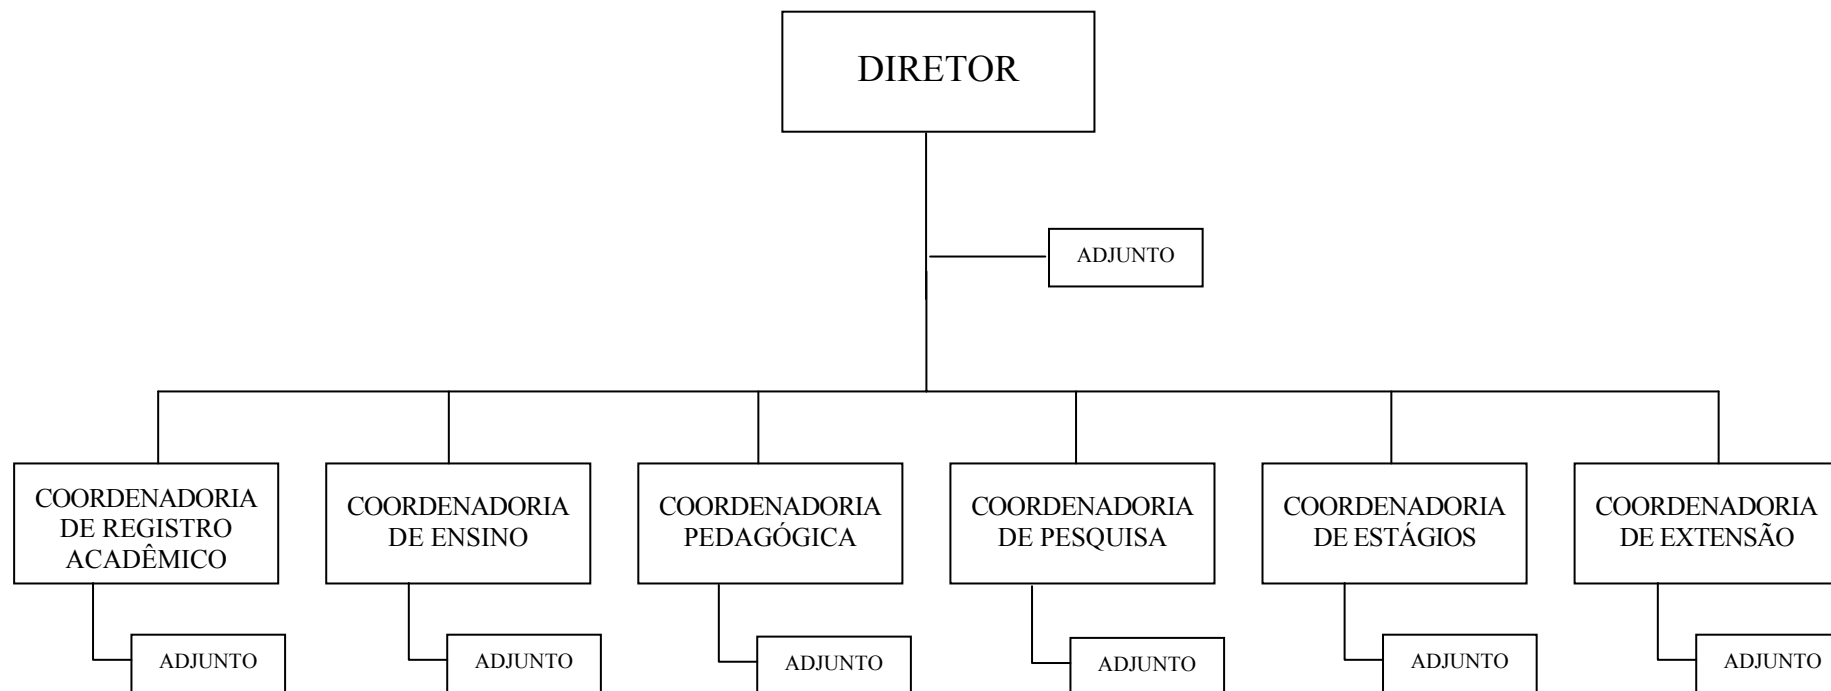 DIRETOR
ADJUNTO
COORDENADORIA
DE REGISTRO
ACADÊMICO
COORDENADORIA
DE ENSINO
COORDENADORIA
PEDAGÓGICA
COORDENADORIA
DE PESQUISA
COORDENADORIA
DE ESTÁGIOS
COORDENADORIA
DE EXTENSÃO
ADJUNTO
ADJUNTO
ADJUNTO
ADJUNTO
ADJUNTO
ADJUNTO